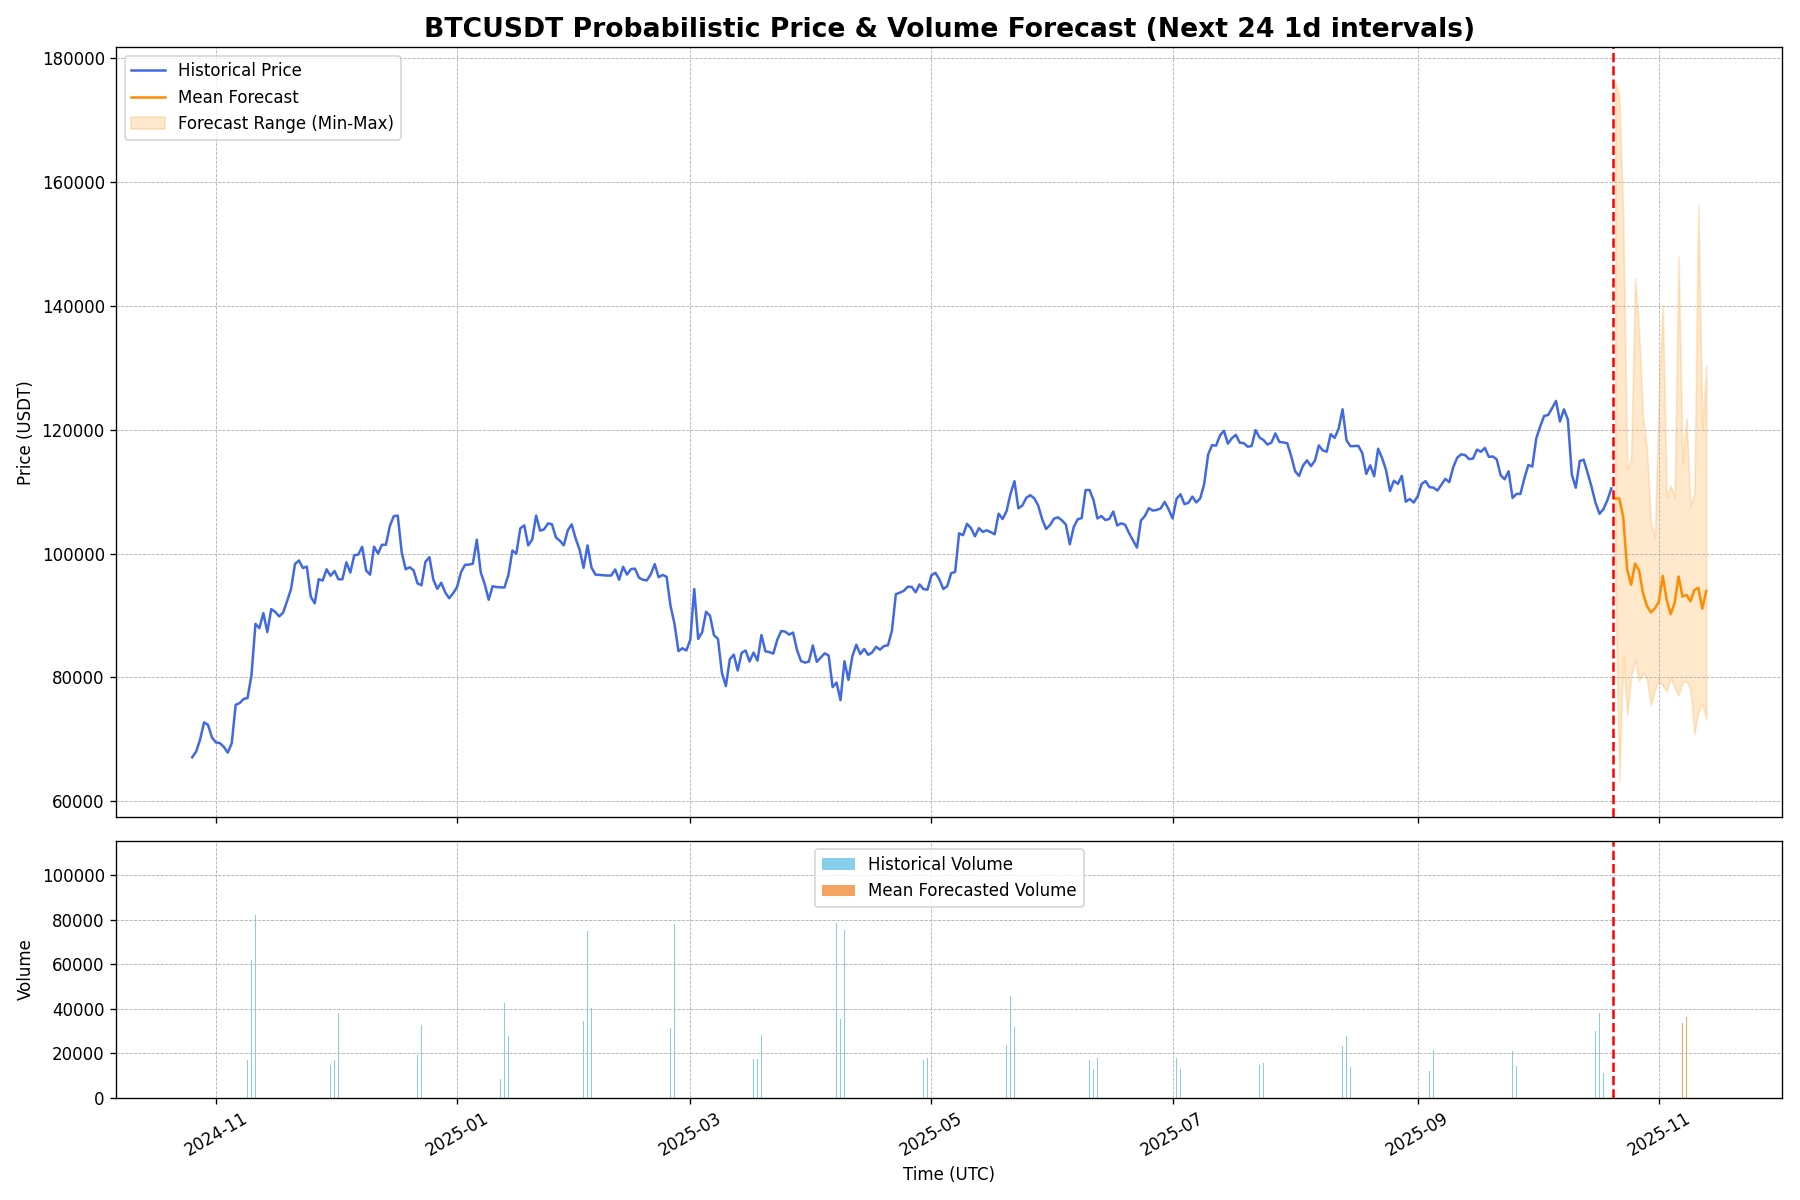 BTCUSDT Probabilistic Price & Volume Forecast (Next 24 1d intervals)
Historical Price
Mean Forecast
Forecast Range (Min-Max)
Price (USDT)
180000
160000
140000
120000
100000
80000
60000
Historical Volume
Mean Forecasted Volume
Volume
100000
80000
60000
40000
20000
0
2024-11
2025-01
2025-03
2025-05
2025-07
2025-09
2025-11
Time (UTC)